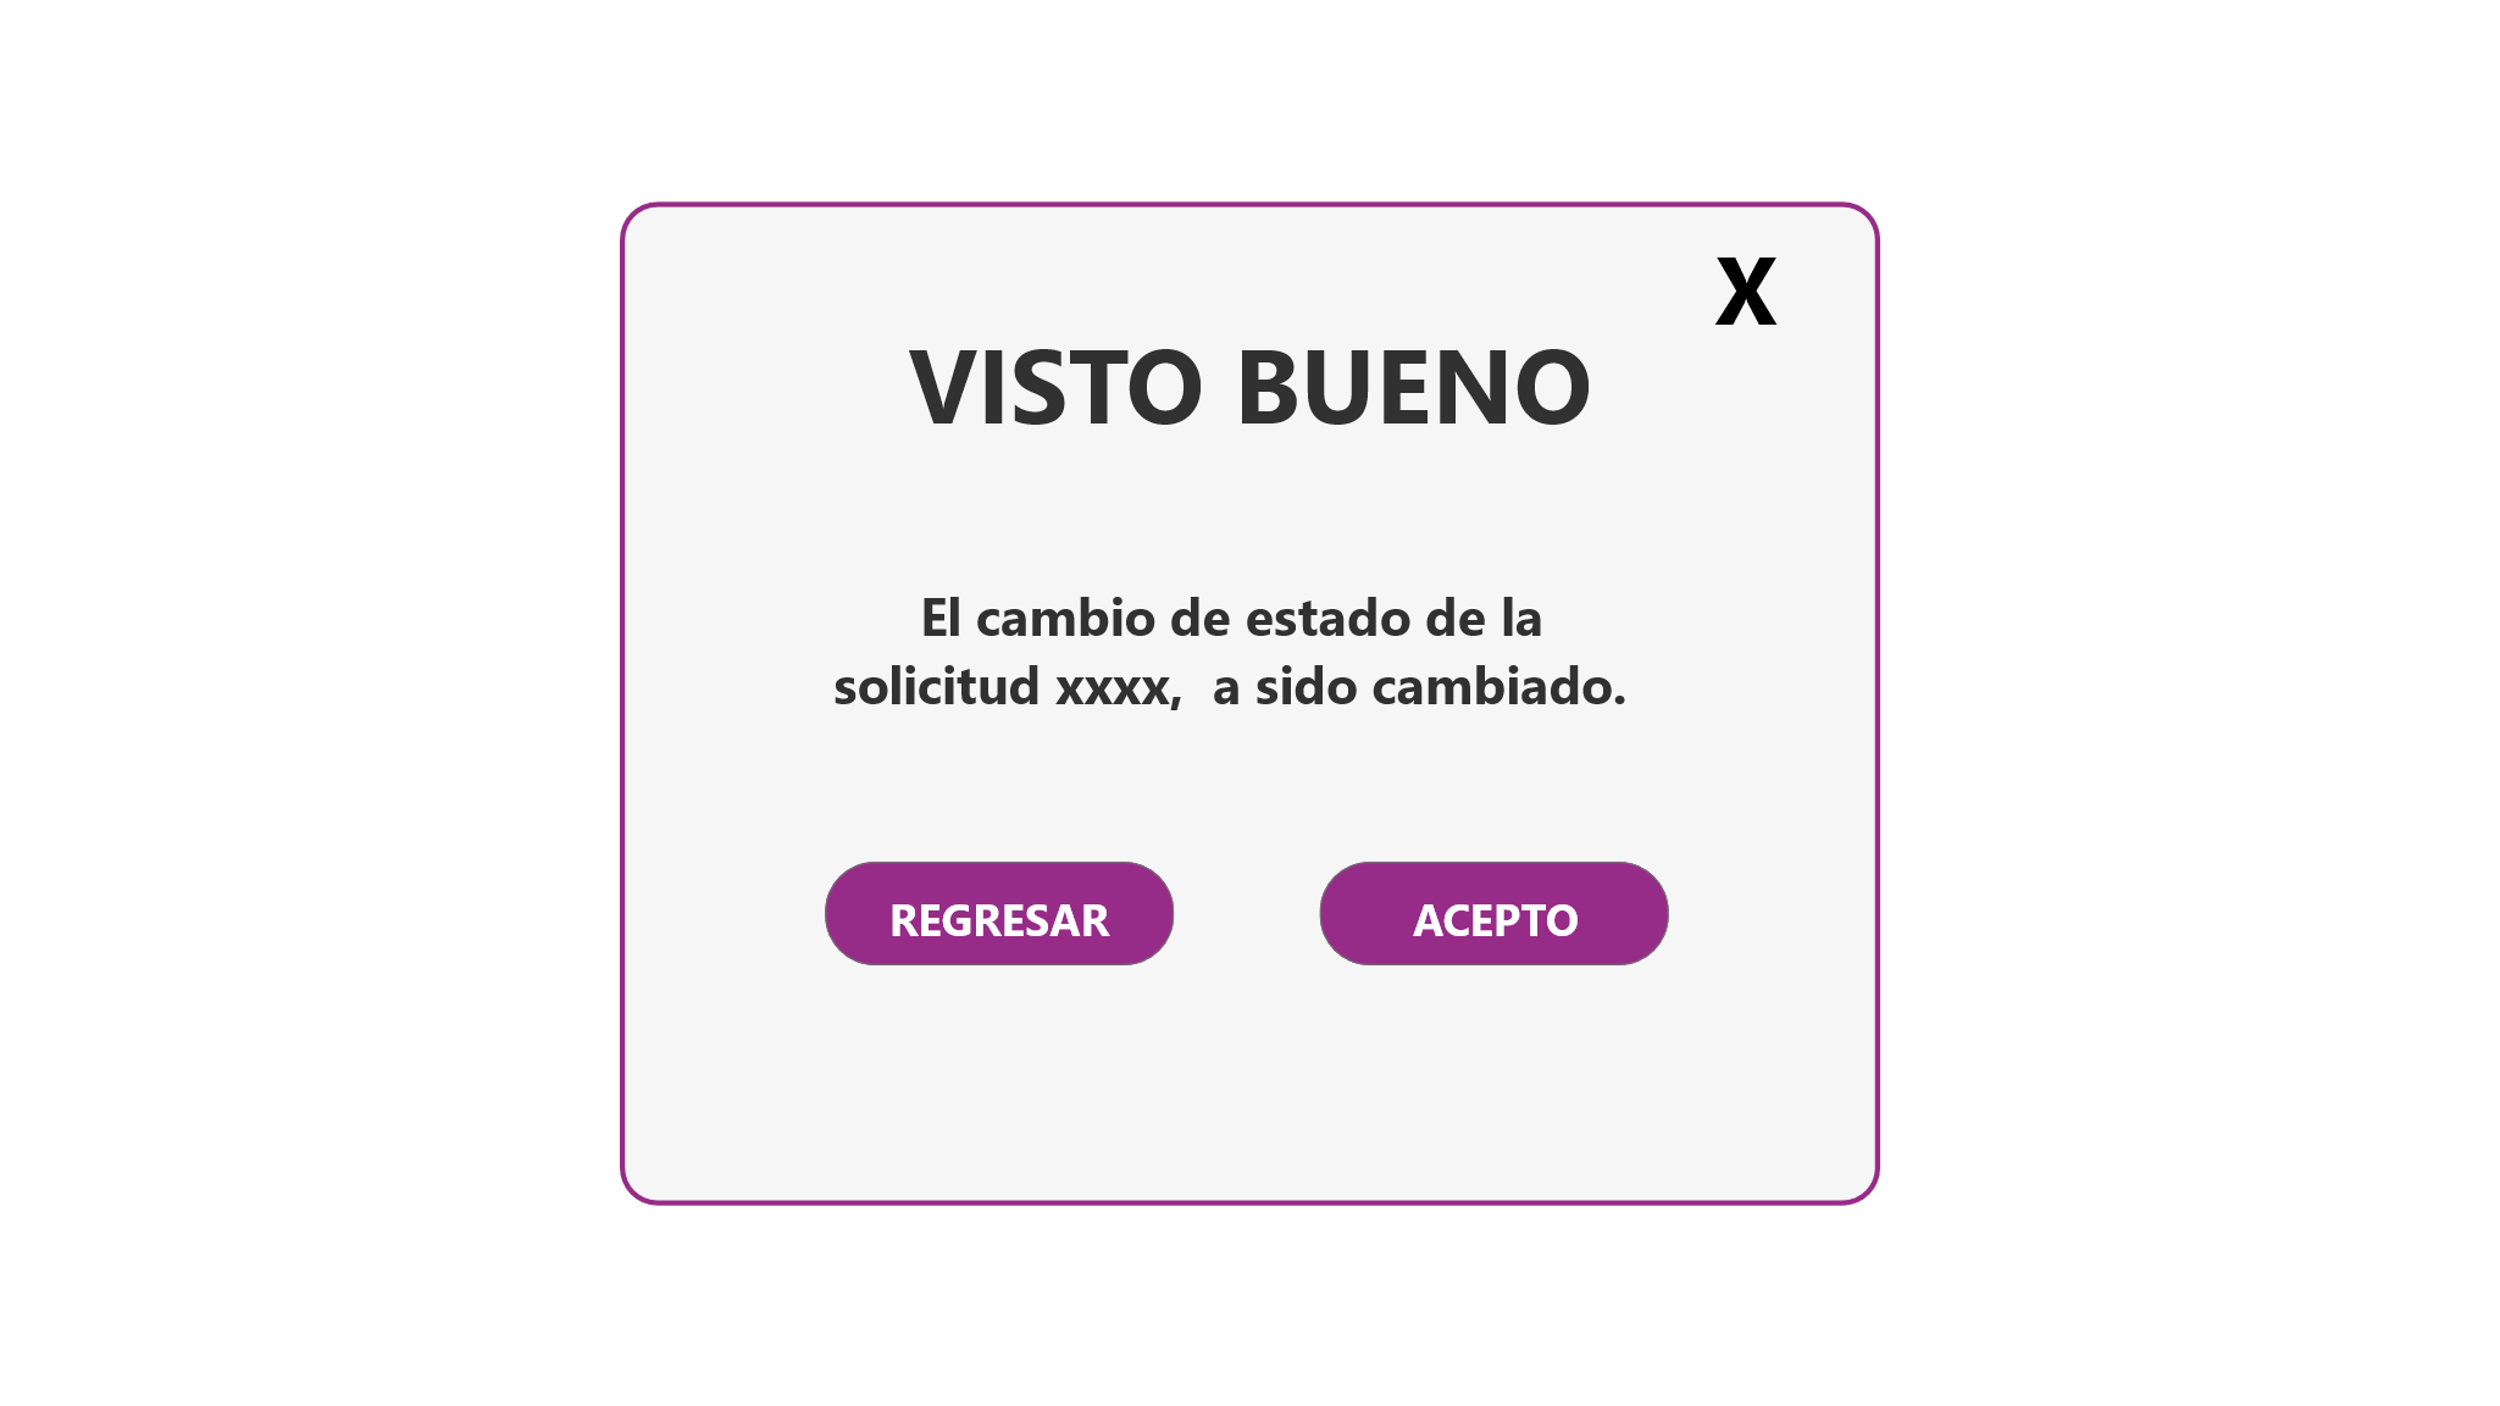 X
VISTO BUENO
El cambio de estado de la
solicitud xxxx,  a sido cambiado.
REGRESAR
ACEPTO